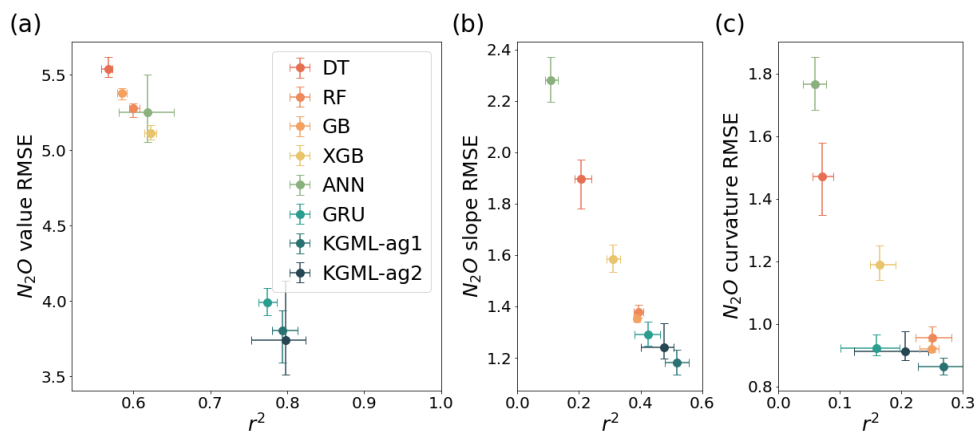 (a)
N₂O value RMSE
5.5
5.0
4.5
4.0
3.5
0.6 0.7 0.8 0.9 1.0
r²
DT
RF
GB
XGB
ANN
GRU
KGML-ag1
KGML-ag2
(b)
N₂O slope RMSE
2.4
2.2
2.0
1.8
1.6
1.4
1.2
0.0 0.2 0.4 0.6
r²
(c)
N₂O curvature RMSE
1.8
1.6
1.4
1.2
1.0
0.8
0.0 0.1 0.2 0.3
r²